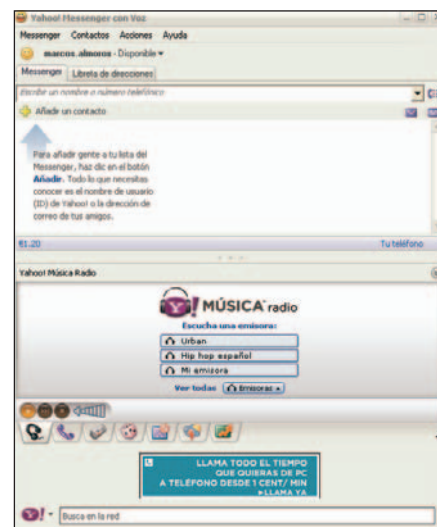 Yahoo! Messenger con Voz
Messenger Contactos Acciones Ayuda
marcos.almoros - Disponible
Messenger Libreta de direcciones
Escribir un nombre o número telefónico
Añadir un contacto
Para añadir gente a tu lista del
Messenger, haz clic en el botón
Añadir. Todo lo que necesitas
conocer es el nombre de usuario
(ID) de Yahoo! o la dirección de
correo de tus amigos.
€1.20 Tu teléfono
Yahoo! Música Radio
Y! MÚSICA radio
Escucha una emisora:
Urban
Hip hop español
Mi emisora
Ver todas Emisoras
LLAMA TODO EL TIEMPO
QUE QUIERAS DE PC
A TELÉFONO DESDE 1 CENT/ MIN
►LLAMA YA
Y! Busca en la red